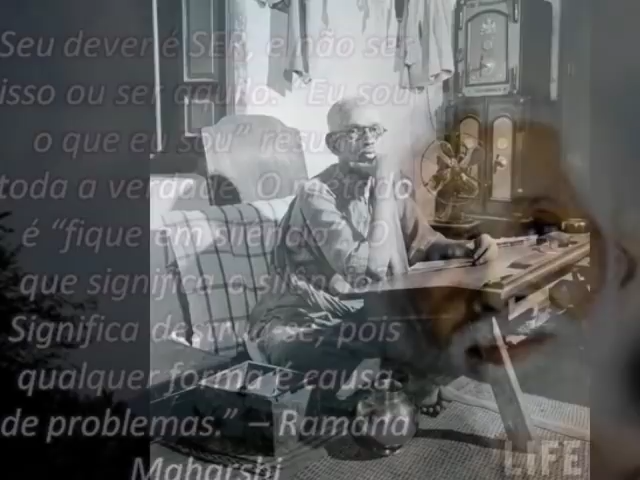 Seu dever é SER, e não ser
isso ou ser aquilo. "Eu sou
o que eu sou" resume
toda a verdade. O método
é "fique em silêncio". O
que significa o silêncio?
Significa destrua-se, pois
qualquer forma é causa
de problemas." – Ramana
Maharshi
LIFE